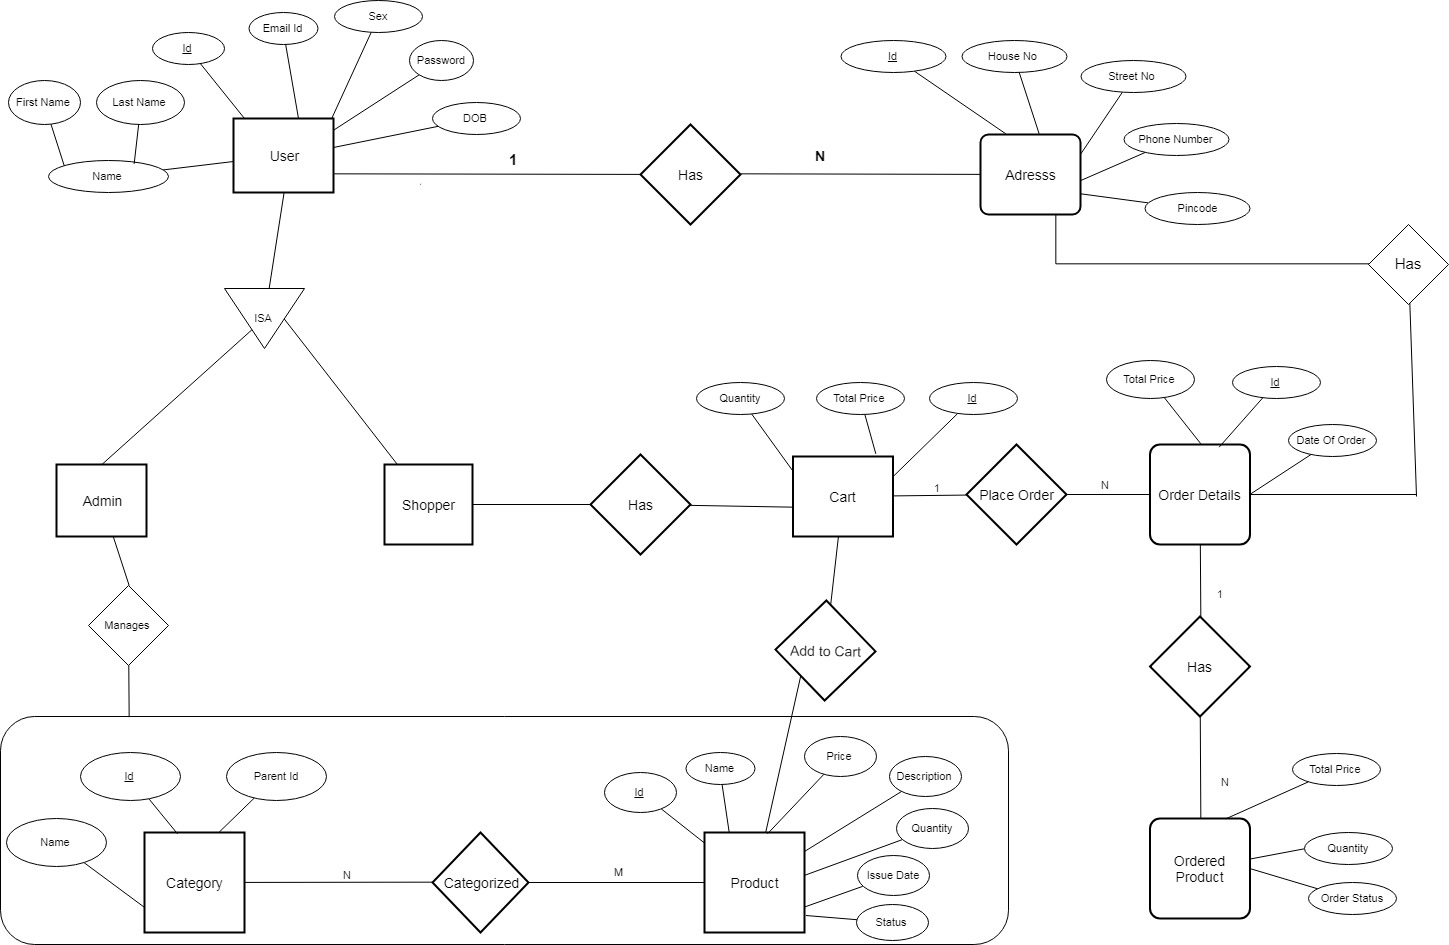 Sex
Email Id
Id
Password
First Name
Last Name
DOB
User
Name
1
Has
N
Id
House No
Street No
Phone Number
Adresss
Pincode
Has
ISA
Admin
Shopper
Has
Quantity
Total Price
Id
Cart
1
Place Order
N
Total Price
Id
Date Of Order
Order Details
Manages
Add to Cart
1
Has
N
Id
Parent Id
Name
Category
N
Categorized
M
Id
Name
Price
Description
Quantity
Issue Date
Status
Product
Total Price
Quantity
Order Status
Ordered
Product